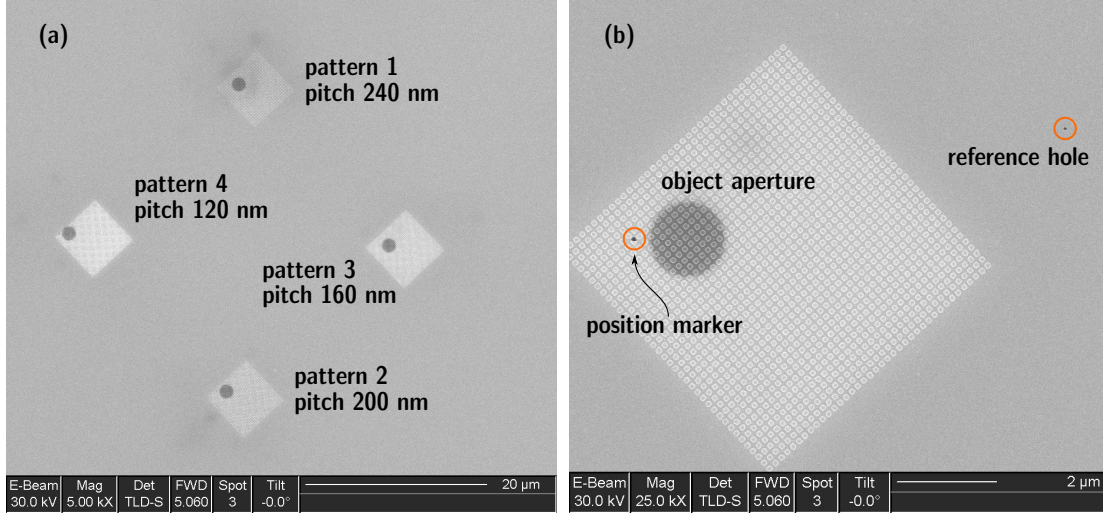 (a)
pattern 1
pitch 240 nm
pattern 4
pitch 120 nm
pattern 3
pitch 160 nm
pattern 2
pitch 200 nm
E-Beam Mag Det FWD Spot Tilt 20 µm
30.0 kV 5.00 kX TLD-S 5.060 3 -0.0°
(b)
reference hole
object aperture
position marker
E-Beam Mag Det FWD Spot Tilt 2 µm
30.0 kV 25.0 kX TLD-S 5.060 3 -0.0°